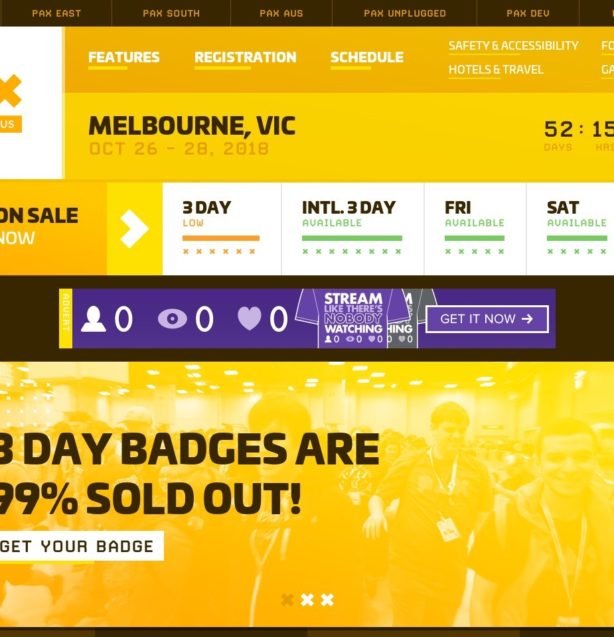 PAX EAST
PAX SOUTH
PAX AUS
PAX UNPLUGGED
PAX DEV
FEATURES
REGISTRATION
SCHEDULE
SAFETY & ACCESSIBILITY
FO
HOTELS & TRAVEL
GA
X
US
MELBOURNE, VIC
OCT 26 - 28, 2018
52 : 15
DAYS
HR
ON SALE
NOW
3 DAY
LOW
INTL. 3 DAY
AVAILABLE
FRI
AVAILABLE
SAT
AVAILABLE
ADVERT
0
0
0
STREAM
LIKE THERE'S
NOBODY
WATCHING
0 0 0
M
HING
0 0
GET IT NOW →
3 DAY BADGES ARE
99% SOLD OUT!
GET YOUR BADGE